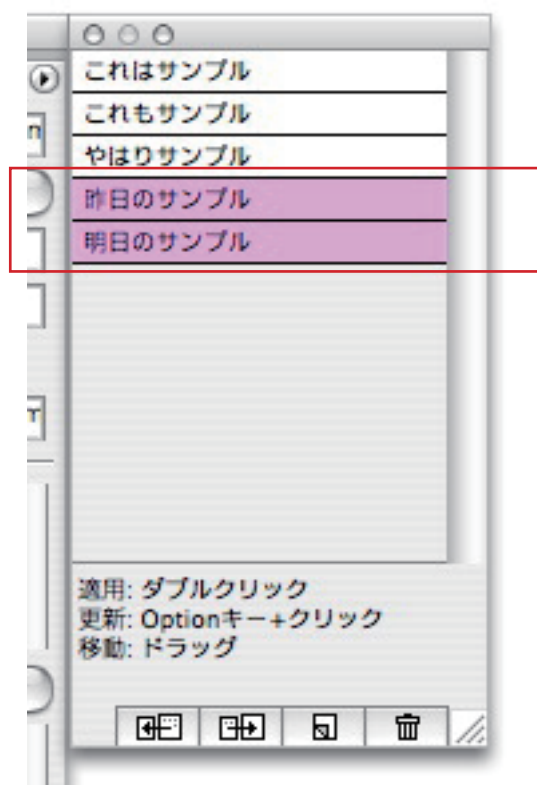 これはサンプル
これもサンプル
やはりサンプル
昨日のサンプル
明日のサンプル
適用: ダブルクリック
更新: Optionキー+クリック
移動: ドラッグ